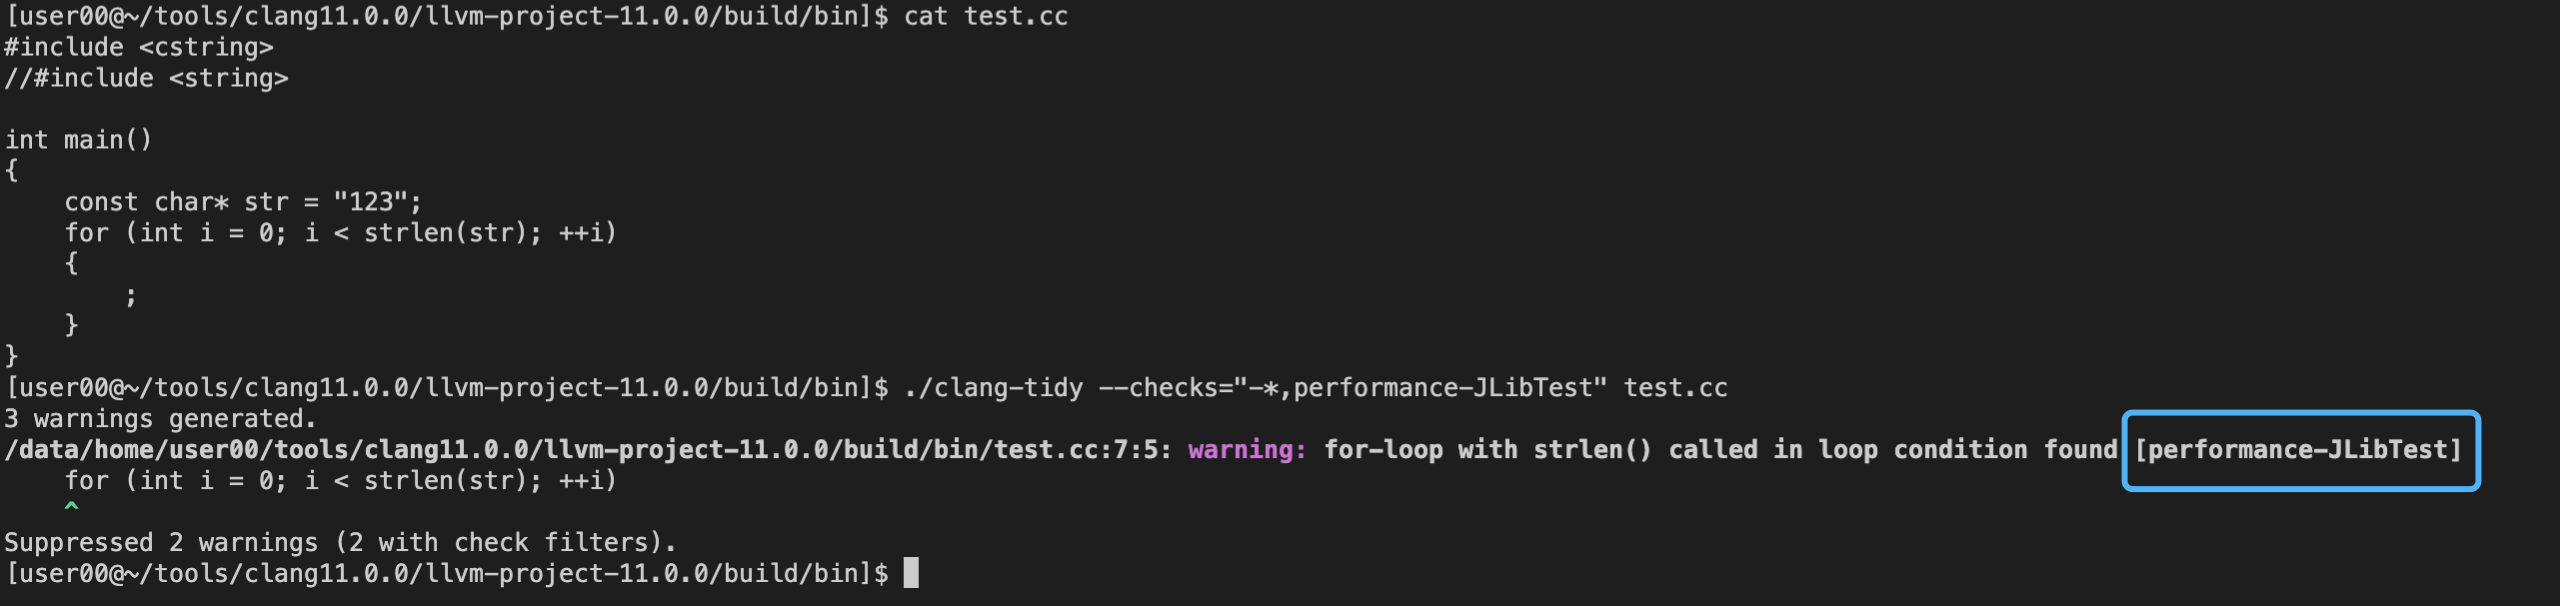 [user00@~/tools/clang11.0.0/llvm-project-11.0.0/build/bin]$ cat test.cc
#include <cstring>
//#include <string>

int main()
{
    const char* str = "123";
    for (int i = 0; i < strlen(str); ++i)
    {
        ;
    }
}
[user00@~/tools/clang11.0.0/llvm-project-11.0.0/build/bin]$ ./clang-tidy --checks="-*,performance-JLibTest" test.cc
3 warnings generated.
/data/home/user00/tools/clang11.0.0/llvm-project-11.0.0/build/bin/test.cc:7:5: warning: for-loop with strlen() called in loop condition found [performance-JLibTest]
    for (int i = 0; i < strlen(str); ++i)
    ^
Suppressed 2 warnings (2 with check filters).
[user00@~/tools/clang11.0.0/llvm-project-11.0.0/build/bin]$